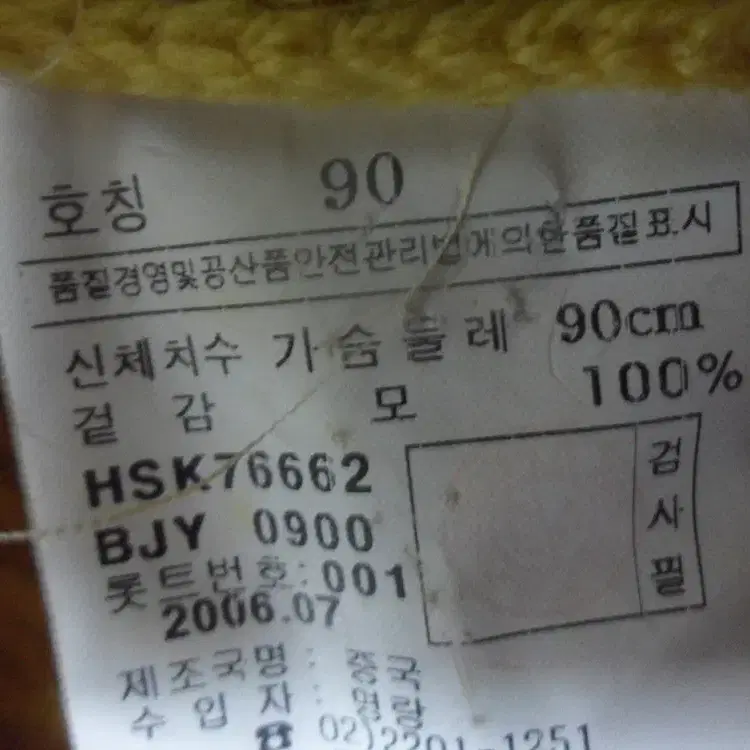 호칭 90
품질경영및공산품안전관리법에의한품질표시
신체치수 가슴둘레 90cm
겉감 모 100%
HSK76662
BJY 0900
검사필
롯트번호:001
2006.07
제조국명 : 중국
수입자 : 영랑
☎ 02)2201-1251